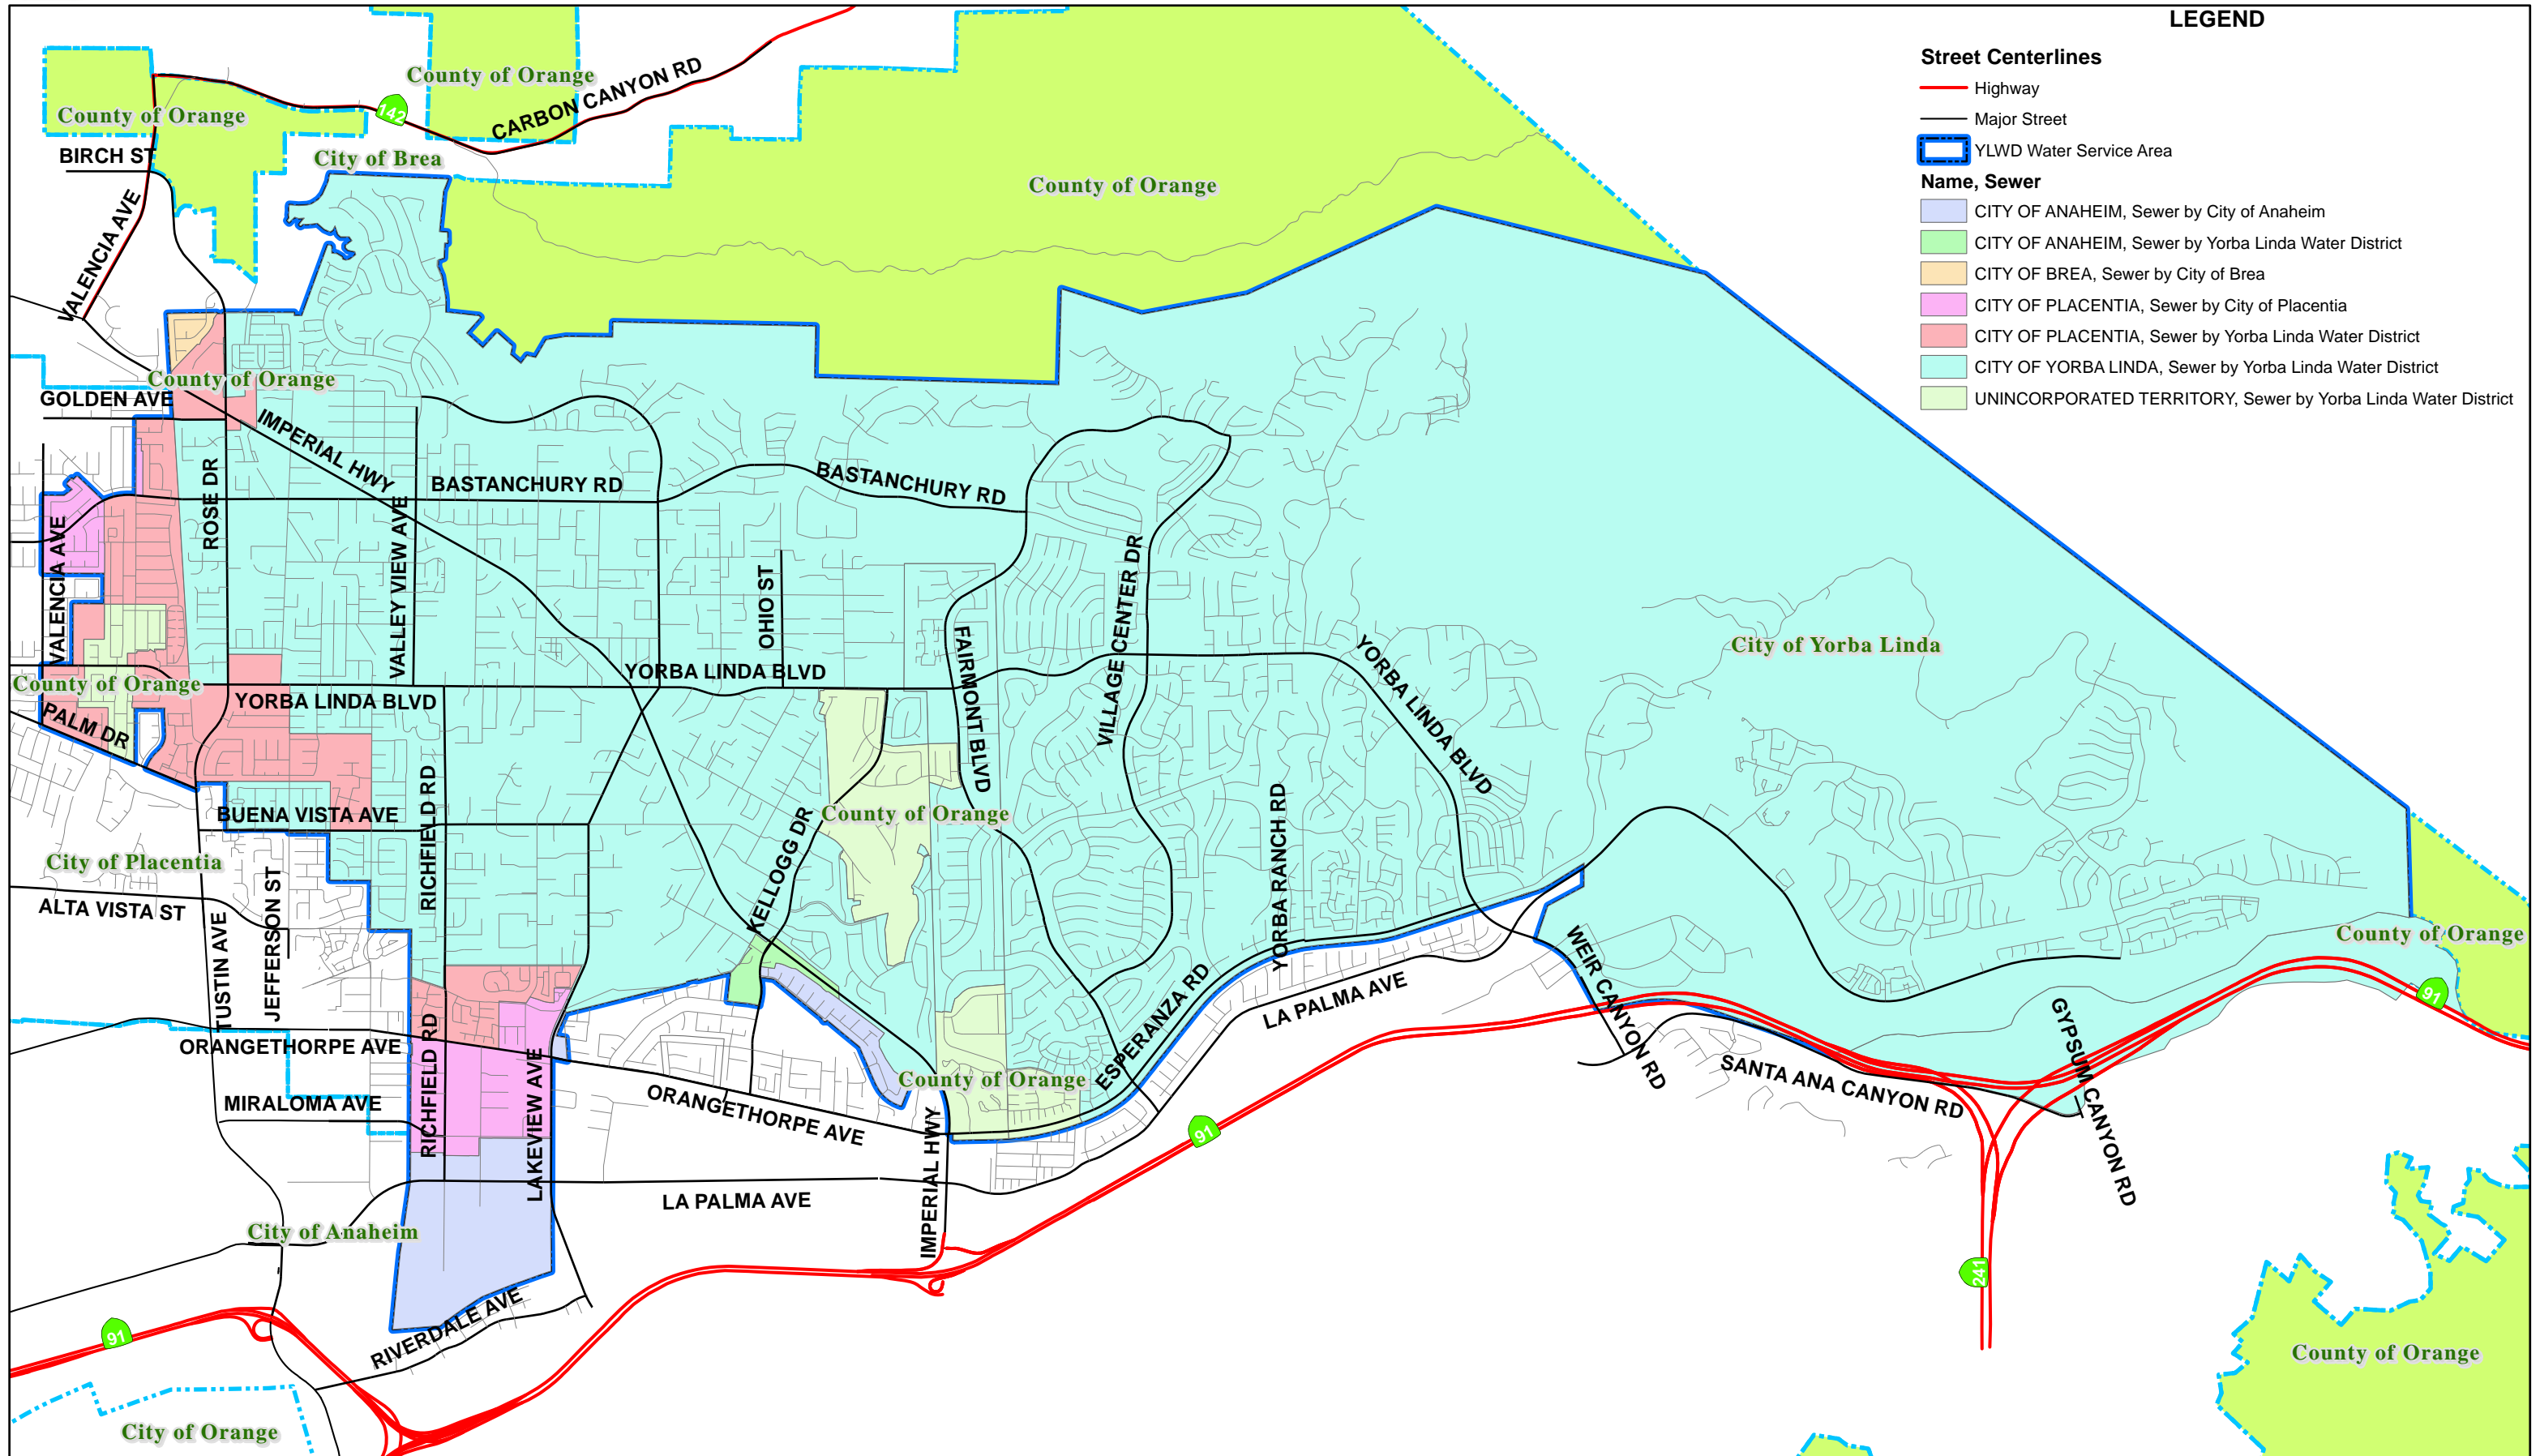 LEGEND
Street Centerlines
Highway
Major Street
YLWD Water Service Area
Name, Sewer
CITY OF ANAHEIM, Sewer by City of Anaheim
CITY OF ANAHEIM, Sewer by Yorba Linda Water District
CITY OF BREA, Sewer by City of Brea
CITY OF PLACENTIA, Sewer by City of Placentia
CITY OF PLACENTIA, Sewer by Yorba Linda Water District
CITY OF YORBA LINDA, Sewer by Yorba Linda Water District
UNINCORPORATED TERRITORY, Sewer by Yorba Linda Water District
County of Orange
CARBON CANYON RD
142
County of Orange
BIRCH ST
City of Brea
County of Orange
VALENCIA AVE
County of Orange
GOLDEN AVE
IMPERIAL HWY
BASTANCHURY RD
BASTANCHURY RD
ROSE DR
VALLEY VIEW AVE
VALENCIA AVE
OHIO ST
VILLAGE CENTER DR
FAIRMONT BLVD
YORBA LINDA BLVD
City of Yorba Linda
YORBA LINDA BLVD
County of Orange
YORBA LINDA BLVD
PALM DR
BUENA VISTA AVE
RICHFIELD RD
KELLOGG DR
County of Orange
YORBA RANCH RD
City of Placentia
ALTA VISTA ST
JEFFERSON ST
TUSTIN AVE
WEIR CANYON RD
County of Orange
91
LA PALMA AVE
ESPERANZA RD
GYPSUM CANYON RD
ORANGETHORPE AVE
RICHFIELD RD
LAKEVIEW AVE
County of Orange
SANTA ANA CANYON RD
MIRALOMA AVE
ORANGETHORPE AVE
91
IMPERIAL HWY
LA PALMA AVE
City of Anaheim
241
RIVERDALE AVE
91
County of Orange
City of Orange